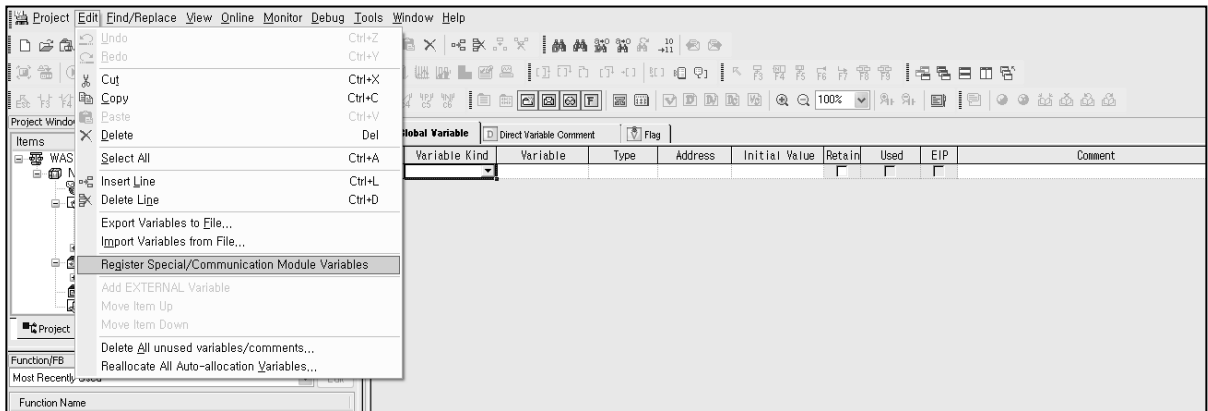 Project Edit Find/Replace View Online Monitor Debug Tools Window Help
Undo Ctrl+Z
Redo Ctrl+Y
Cut Ctrl+X
Copy Ctrl+C
Paste Ctrl+V
Delete Del
Select All Ctrl+A
Insert Line Ctrl+L
Delete Line Ctrl+D
Export Variables to File...
Import Variables from File...
Register Special/Communication Module Variables
Add EXTERNAL Variable
Move Item Up
Move Item Down
Delete All unused variables/comments...
Reallocate All Auto-allocation Variables...
100%
Project Windo
Items
WAS
N
Project
Function/FB
Most Recently
Function Name
lobal Variable D Direct Variable Comment Flag
Variable Kind Variable Type Address Initial Value Retain Used EIP Comment